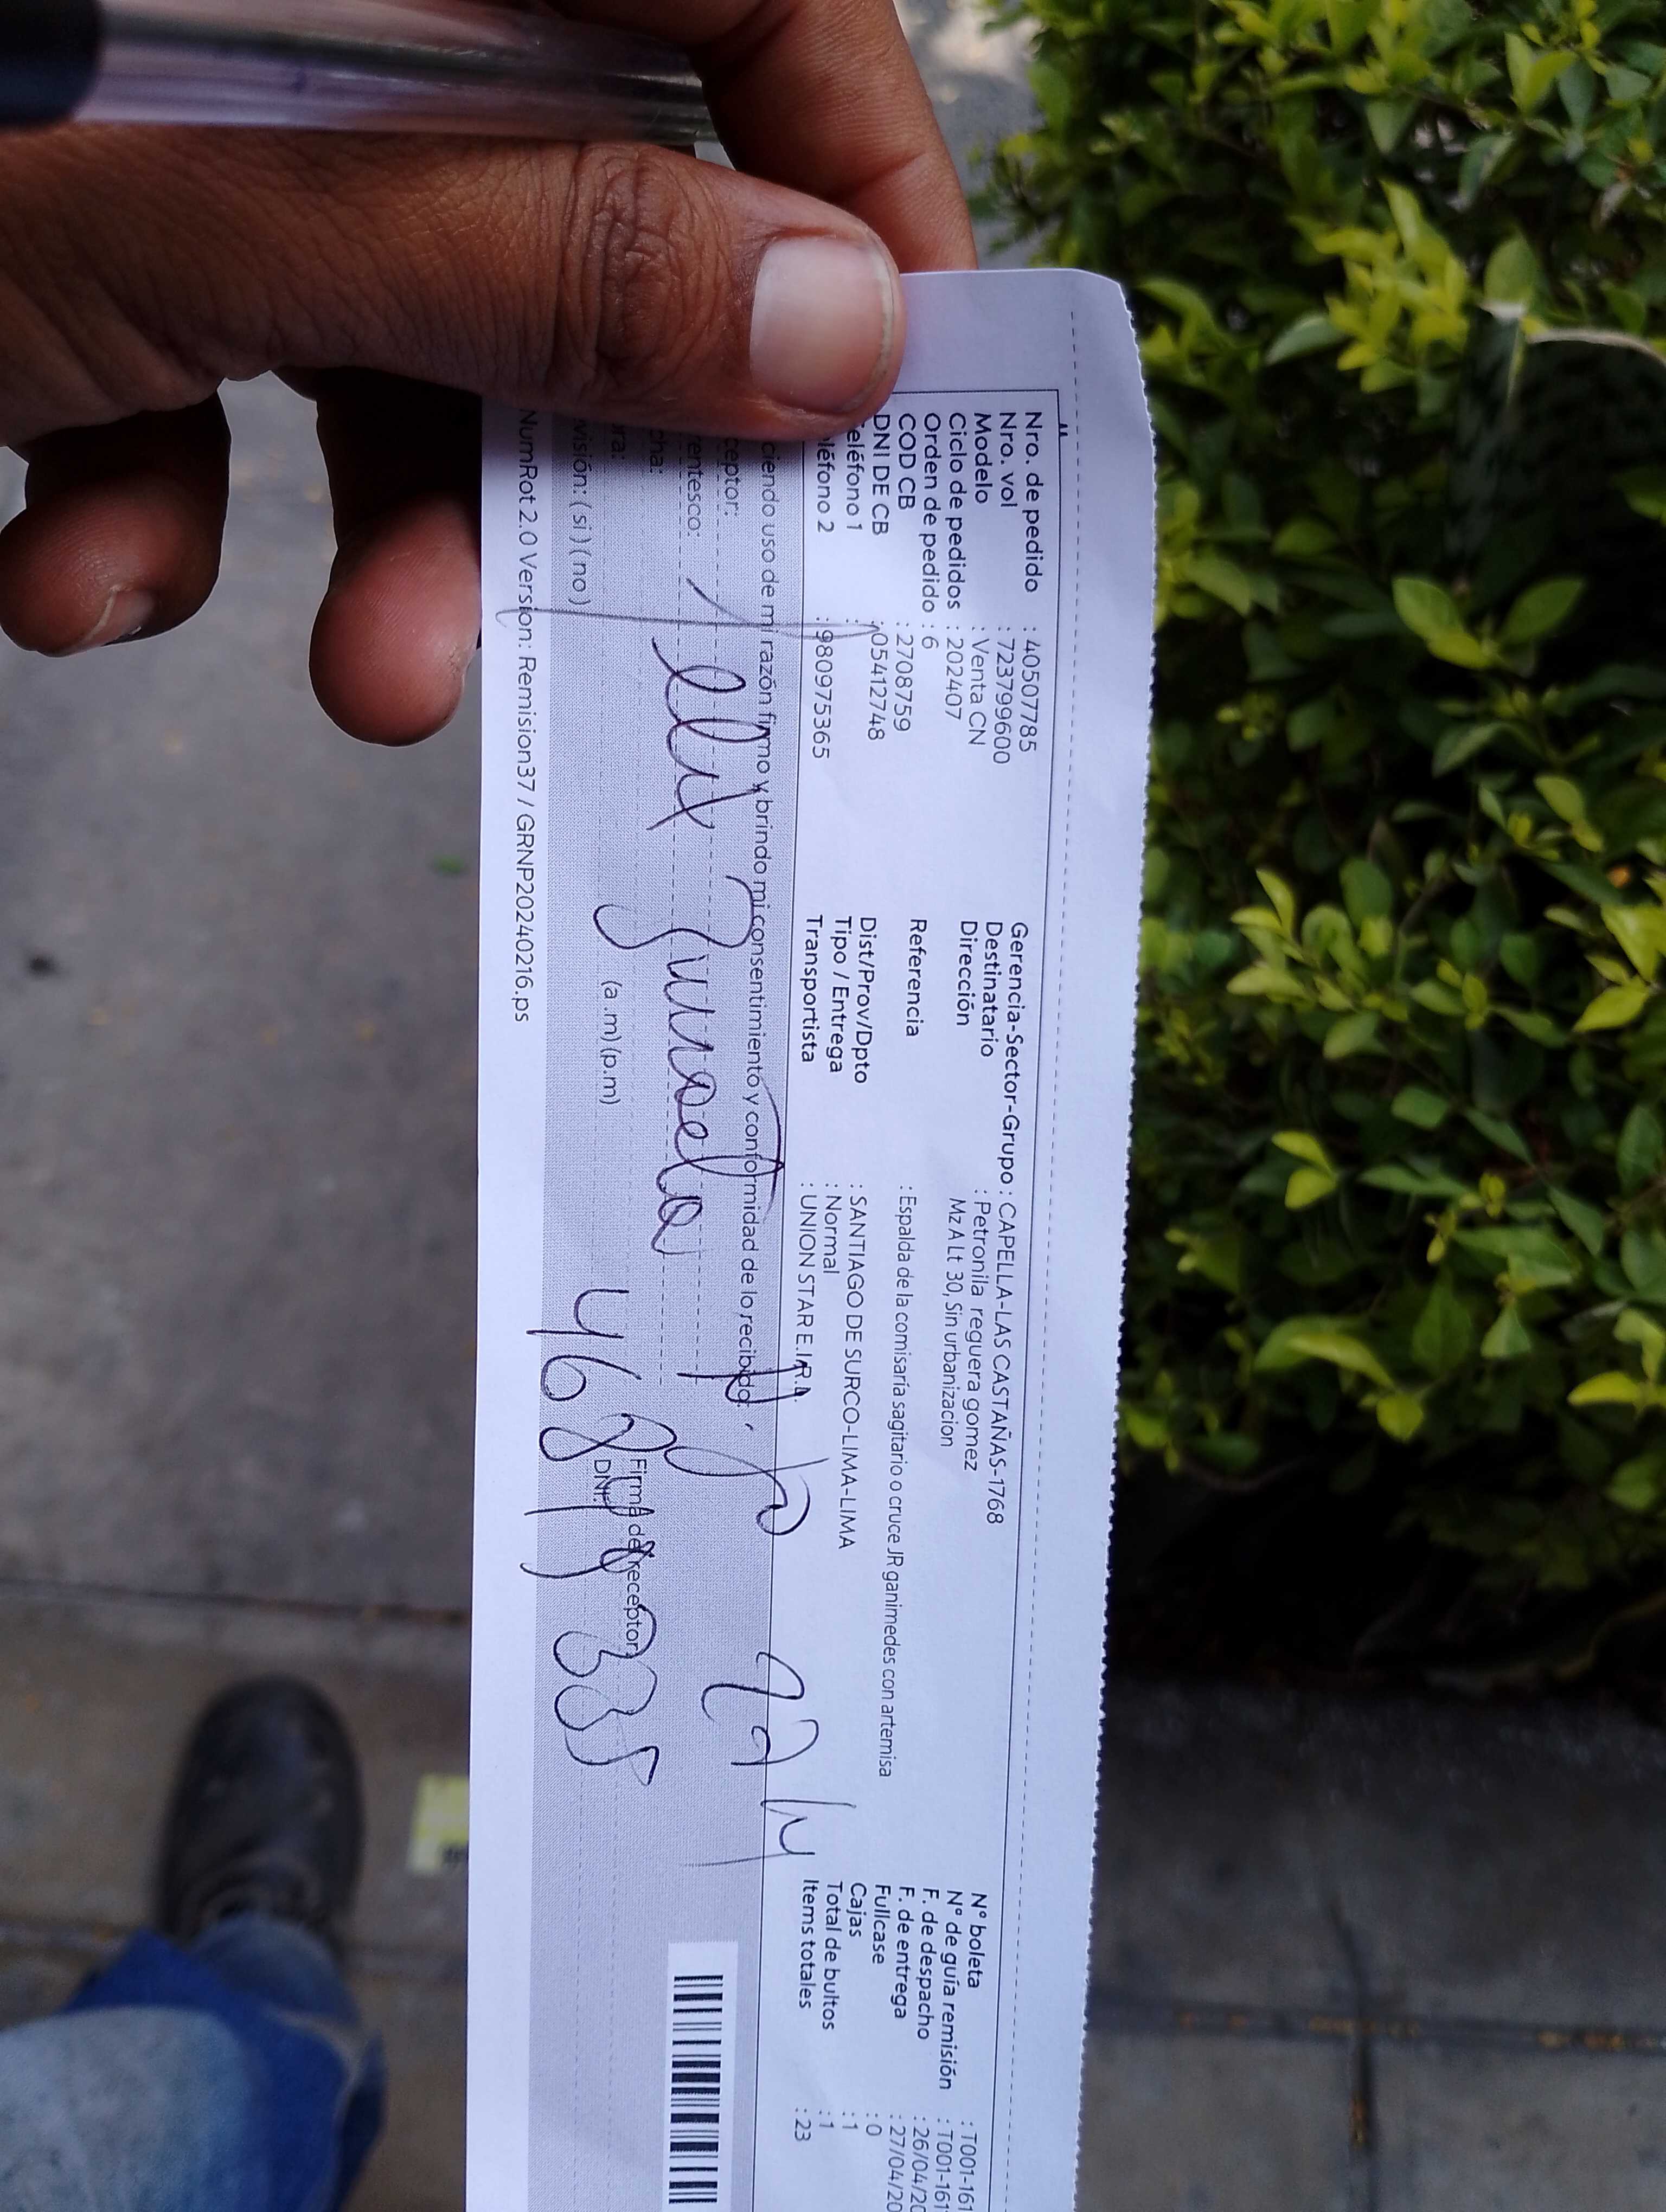 Nro. de pedido : 40507785
Nro. vol : 723799600
Modelo : Venta CN
Ciclo de pedidos : 202407
Orden de pedido : 6
COD CB : 27087759
DNI DE CB : 05412748
eléfono 1 :
léfono 2 : 980975365
Gerencia-Sector-Grupo : CAPELLA-LAS CASTAÑAS-1768
Destinatario : Petronila reguera gomez
Dirección Mz A Lt 30, Sin urbanizacion
Referencia : Espalda de la comisaría sagitario o cruce JR ganimedes con artemisa
Dist/Prov/Dpto : SANTIAGO DE SURCO-LIMA-LIMA
Tipo / Entrega : Normal
Transportista : UNION STAR E.I.R.L.
N° boleta : T001-161
N° de guía remisión : T001-161
F. de despacho : 26/04/20
F. de entrega : 27/04/20
Fullcase : 0
Cajas : 1
Total de bultos : 1
Items totales : 23
ciendo uso de mi razón firmo y brindo mi consentimiento y conformidad de lo recibido.
ceptor:
entesco:
cha:
ra: (a.m) (p.m)
visión: ( si ) ( no )
Firma del receptor
DNI:
NumRot 2.0 Version: Remision37 / GRNP20240216.ps